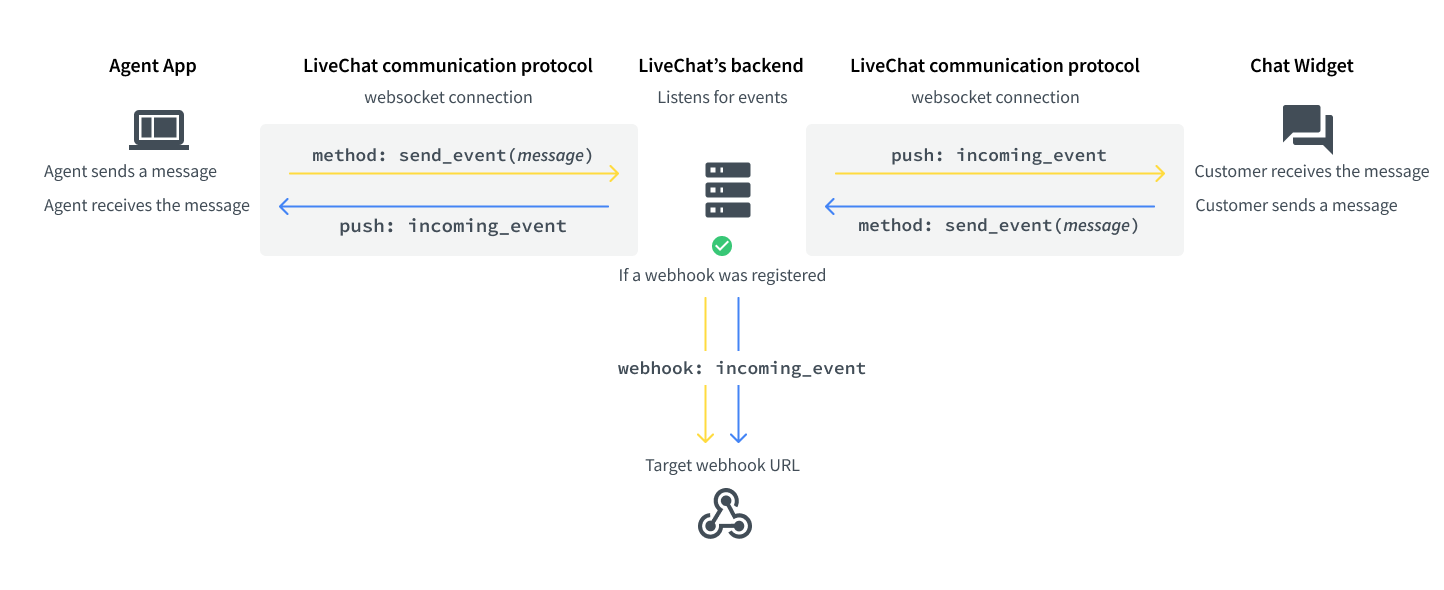 Agent App
LiveChat communication protocol
LiveChat’s backend
LiveChat communication protocol
Chat Widget
websocket connection
Listens for events
websocket connection
method: send_event(message)
push: incoming_event
Agent sends a message
Customer receives the message
Agent receives the message
Customer sends a message
push: incoming_event
method: send_event(message)
If a webhook was registered
webhook: incoming_event
Target webhook URL